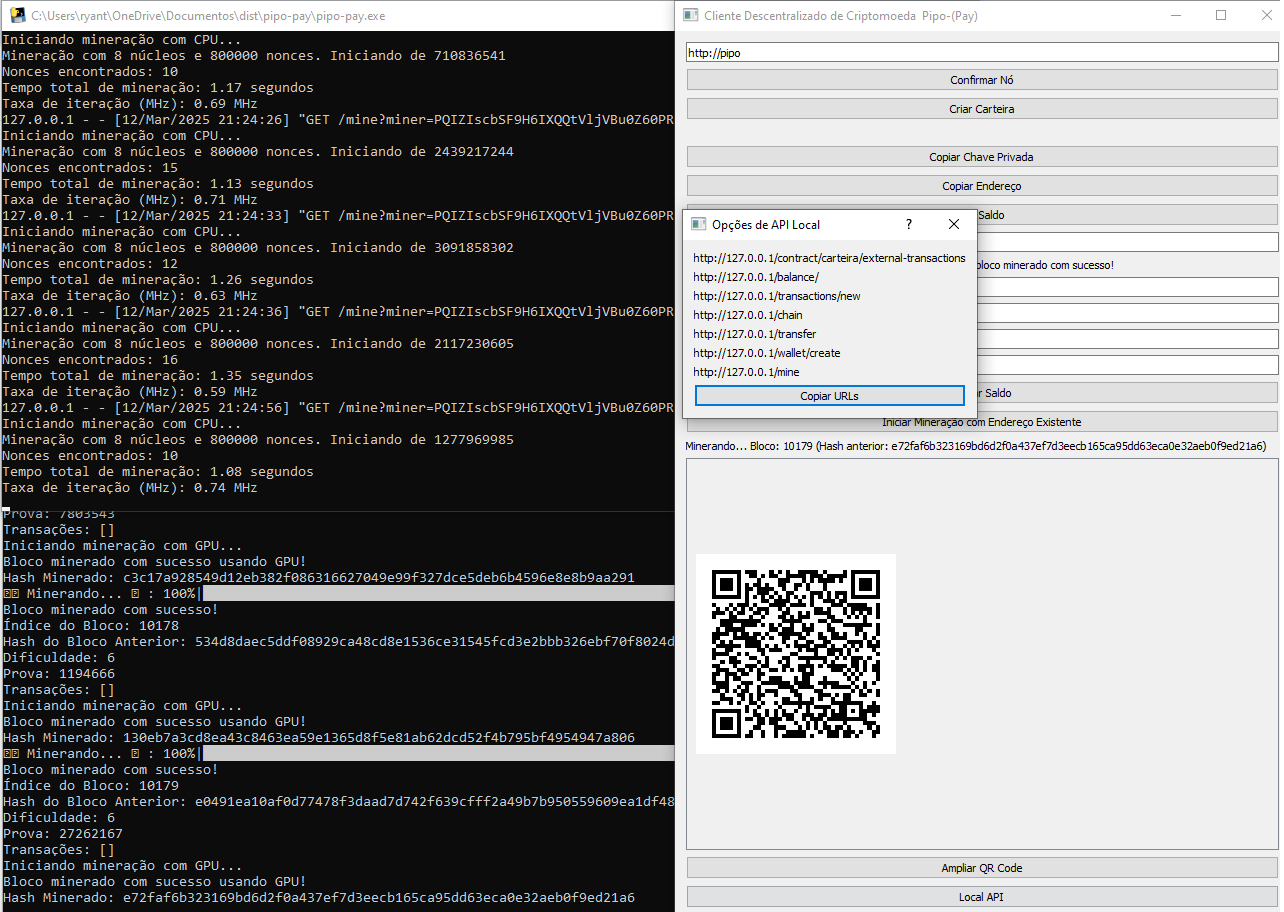 C:\Users\ryant\OneDrive\Documentos\dist\pipo-pay\pipo-pay.exe
Iniciando mineração com CPU...
Mineração com 8 núcleos e 800000 nonces. Iniciando de 710836541
Nonces encontrados: 10
Tempo total de mineração: 1.17 segundos
Taxa de iteração (MHz): 0.69 MHz
127.0.0.1 - - [12/Mar/2025 21:24:26] "GET /mine?miner=PQIZIscbSF9H6IXQQtVljVBu0Z60PR
Iniciando mineração com CPU...
Mineração com 8 núcleos e 800000 nonces. Iniciando de 2439217244
Nonces encontrados: 15
Tempo total de mineração: 1.13 segundos
Taxa de iteração (MHz): 0.71 MHz
127.0.0.1 - - [12/Mar/2025 21:24:33] "GET /mine?miner=PQIZIscbSF9H6IXQQtVljVBu0Z60PR
Iniciando mineração com CPU...
Mineração com 8 núcleos e 800000 nonces. Iniciando de 3091858302
Nonces encontrados: 12
Tempo total de mineração: 1.26 segundos
Taxa de iteração (MHz): 0.63 MHz
127.0.0.1 - - [12/Mar/2025 21:24:36] "GET /mine?miner=PQIZIscbSF9H6IXQQtVljVBu0Z60PR
Iniciando mineração com CPU...
Mineração com 8 núcleos e 800000 nonces. Iniciando de 2117230605
Nonces encontrados: 16
Tempo total de mineração: 1.35 segundos
Taxa de iteração (MHz): 0.59 MHz
127.0.0.1 - - [12/Mar/2025 21:24:56] "GET /mine?miner=PQIZIscbSF9H6IXQQtVljVBu0Z60PR
Iniciando mineração com CPU...
Mineração com 8 núcleos e 800000 nonces. Iniciando de 1277969985
Nonces encontrados: 10
Tempo total de mineração: 1.08 segundos
Taxa de iteração (MHz): 0.74 MHz
Prova: 7803543
Transações: []
Iniciando mineração com GPU...
Bloco minerado com sucesso usando GPU!
Hash Minerado: c3c17a928549d12eb382f086316627049e99f327dce5deb6b4596e8e8b9aa291
Minerando... : 100%|
Bloco minerado com sucesso!
Índice do Bloco: 10178
Hash do Bloco Anterior: 534d8daec5ddf08929ca48cd8e1536ce31545fcd3e2bbb326ebf70f8024d
Dificuldade: 6
Prova: 1194666
Transações: []
Iniciando mineração com GPU...
Bloco minerado com sucesso usando GPU!
Hash Minerado: 130eb7a3cd8ea43c8463ea59e1365d8f5e81ab62dcd52f4b795bf4954947a806
Minerando... : 100%|
Bloco minerado com sucesso!
Índice do Bloco: 10179
Hash do Bloco Anterior: e0491ea10af0d77478f3daad7d742f639cfff2a49b7b950559609ea1df48
Dificuldade: 6
Prova: 27262167
Transações: []
Iniciando mineração com GPU...
Bloco minerado com sucesso usando GPU!
Hash Minerado: e72faf6b323169bd6d2f0a437ef7d3eecb165ca95dd63eca0e32aeb0f9ed21a6
Cliente Descentralizado de Criptomoeda Pipo-(Pay)
http://pipo
Confirmar Nó
Criar Carteira
Copiar Chave Privada
Copiar Endereço
Saldo
bloco minerado com sucesso!
Saldo
Iniciar Mineração com Endereço Existente
Minerando... Bloco: 10179 (Hash anterior: e72faf6b323169bd6d2f0a437ef7d3eecb165ca95dd63eca0e32aeb0f9ed21a6)
Ampliar QR Code
Local API
Opções de API Local
?
http://127.0.0.1/contract/carteira/external-transactions
http://127.0.0.1/balance/
http://127.0.0.1/transactions/new
http://127.0.0.1/chain
http://127.0.0.1/transfer
http://127.0.0.1/wallet/create
http://127.0.0.1/mine
Copiar URLs